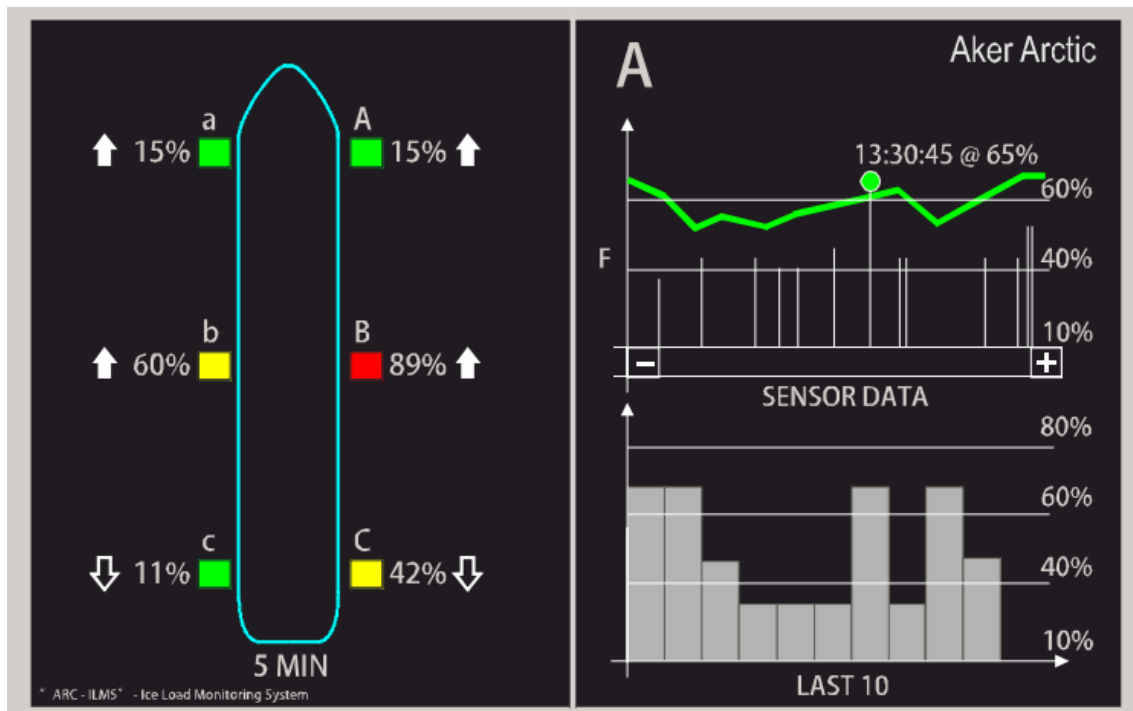 a
A
15%
15%
b
B
60%
89%
c
C
11%
42%
5 MIN
" ARC - ILMS" - Ice Load Monitoring System
A
Aker Arctic
13:30:45 @ 65%
60%
F
40%
10%
- +
SENSOR DATA
80%
60%
40%
10%
LAST 10